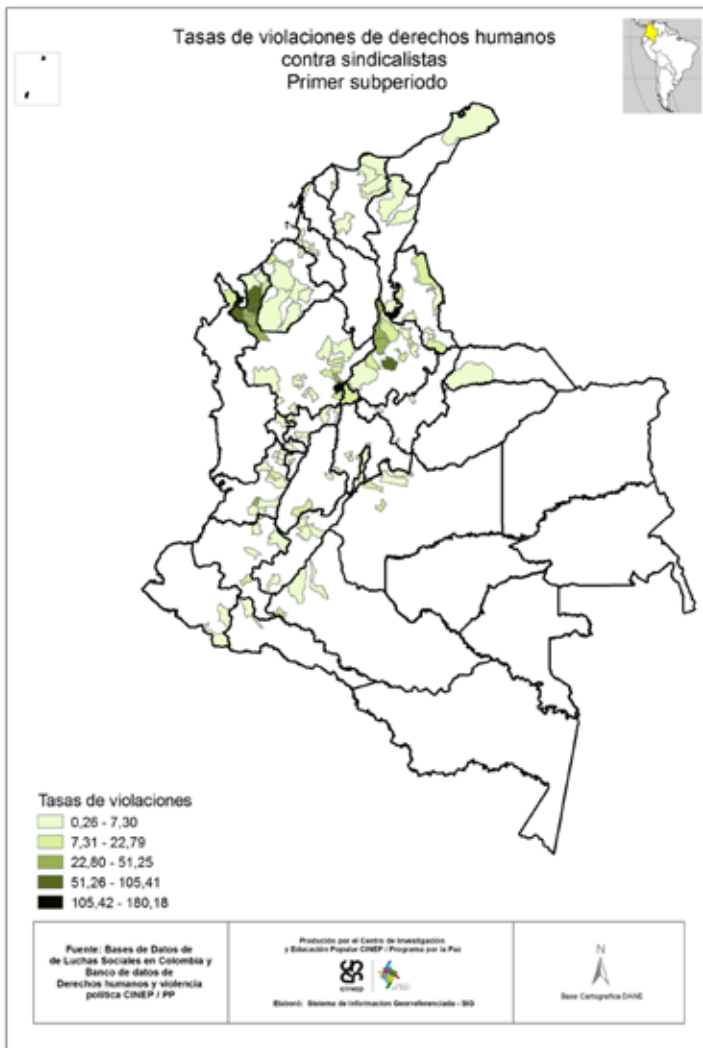 Tasas de violaciones de derechos humanos
contra sindicalistas
Primer subperiodo
Tasas de violaciones
0,26 - 7,30
7,31 - 22,79
22,80 - 51,25
51,26 - 105,41
105,42 - 180,18
Fuente: Bases de Datos de
de Luchas Sociales en Colombia y
Banco de datos de
Derechos humanos y violencia
política CINEP / PP
Producido por el Centro de Investigación
y Educación Popular CINEP / Programa por la Paz
cinep
Elaboró: Sistema de Informacion Georreferenciada - SIG
N
Base Cartografica DANE